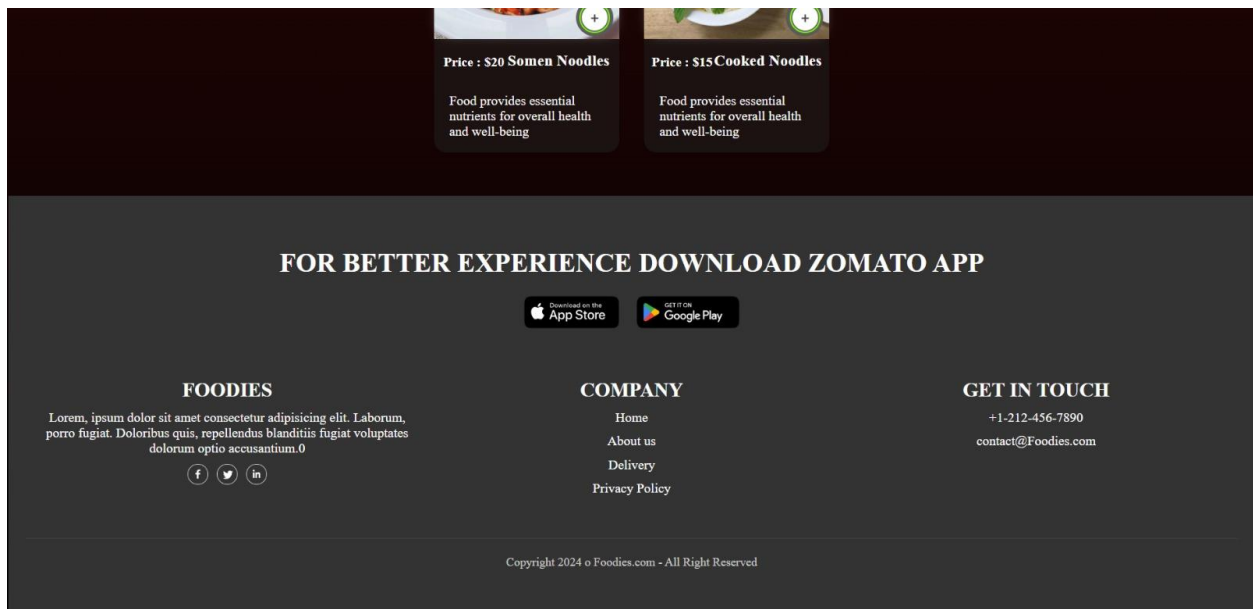 +
+
Price : $20 Somen Noodles
Price : $15 Cooked Noodles
Food provides essential
nutrients for overall health
and well-being
Food provides essential
nutrients for overall health
and well-being
FOR BETTER EXPERIENCE DOWNLOAD ZOMATO APP
Download on the
App Store
GET IT ON
Google Play
FOODIES
Lorem, ipsum dolor sit amet consectetur adipisicing elit. Laborum,
porro fugiat. Doloribus quis, repellendus blanditiis fugiat voluptates
dolorum optio accusantium.0
f
in
COMPANY
Home
About us
Delivery
Privacy Policy
GET IN TOUCH
+1-212-456-7890
contact@Foodies.com
Copyright 2024 o Foodies.com - All Right Reserved